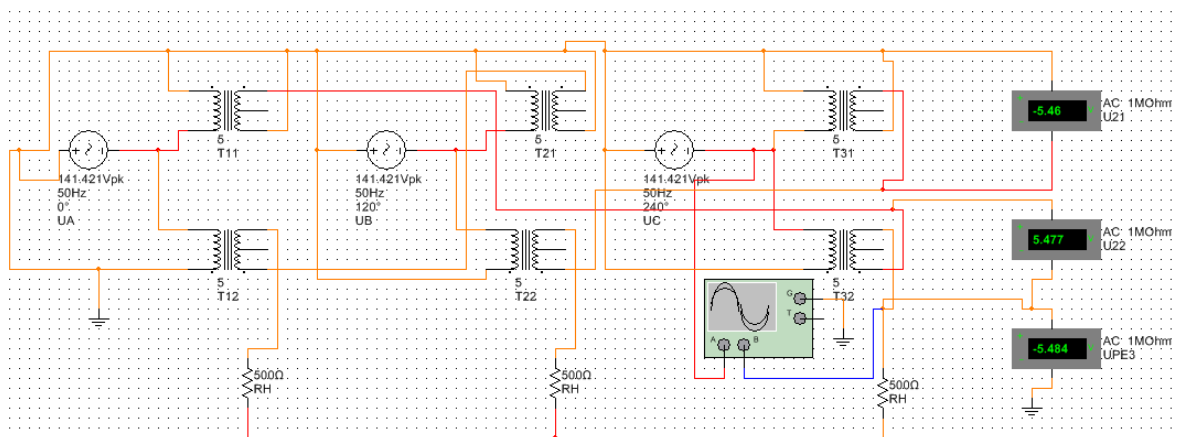 5
T11
141.421Vpk
50Hz
0°
UA
5
T12
500Ω
RH
5
T21
141.421Vpk
50Hz
120°
UB
5
T22
500Ω
RH
5
T31
141.421Vpk
50Hz
240°
UC
5
T32
G
T
A
B
500Ω
RH
-5.46
AC 1MOhm
U21
5.477
AC 1MOhm
U22
-5.484
AC 1MOhm
UPE3